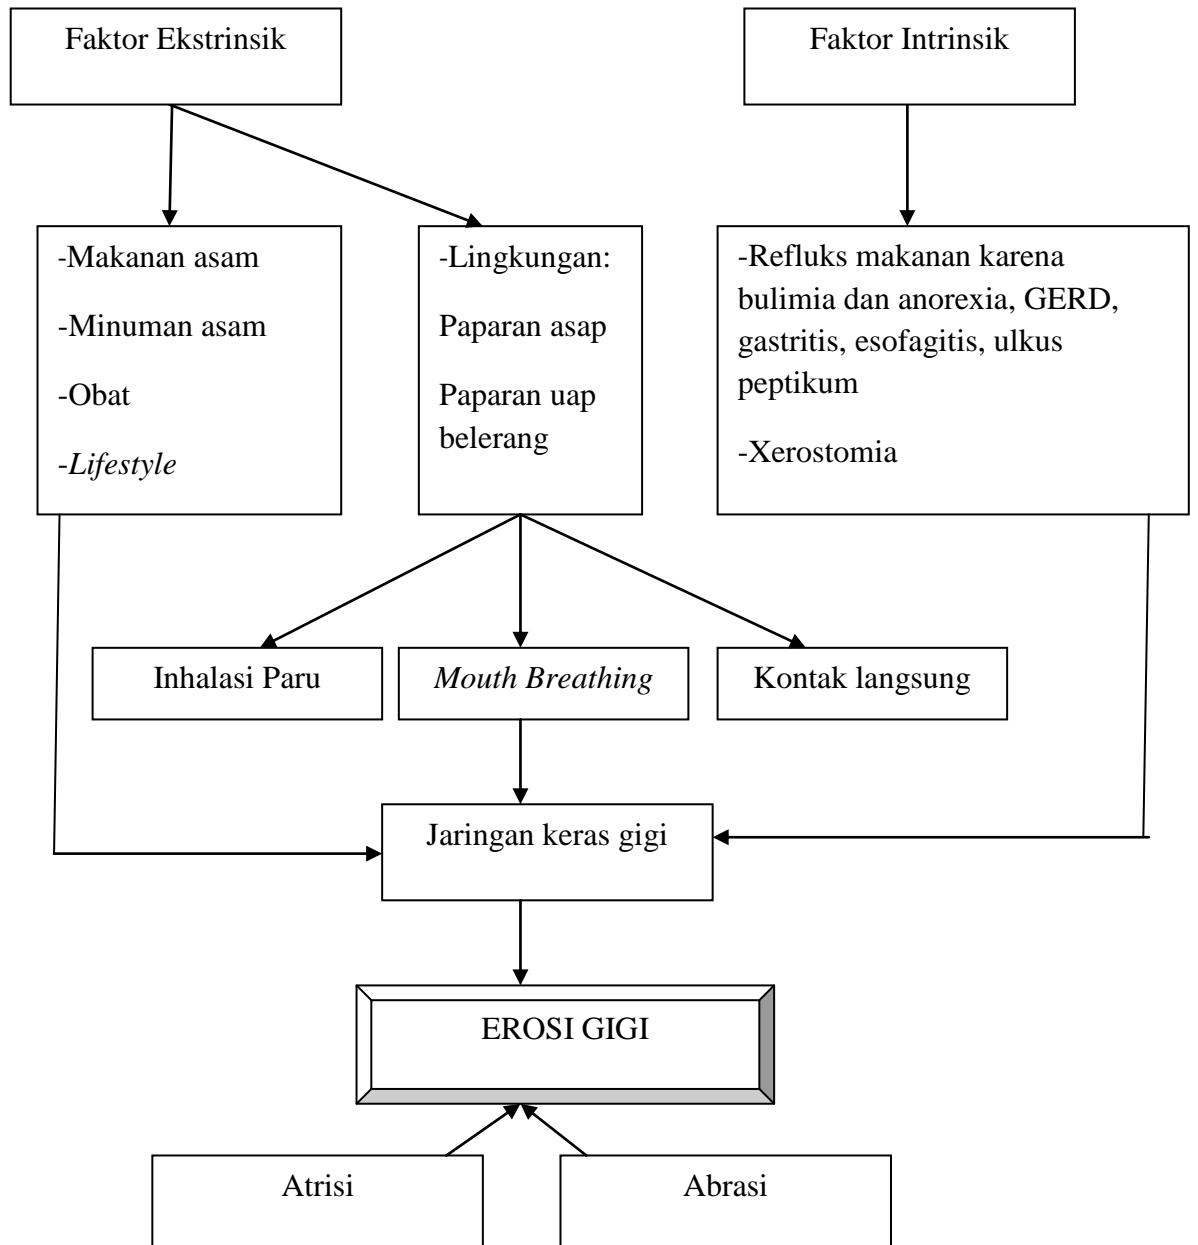 Faktor Ekstrinsik
Faktor Intrinsik
-Makanan asam
-Minuman asam
-Obat
-Lifestyle
-Lingkungan:
Paparan asap
Paparan uap
belerang
-Refluks makanan karena
bulimia dan anorexia, GERD,
gastritis, esofagitis, ulkus
peptikum
-Xerostomia
Inhalasi Paru
Mouth Breathing
Kontak langsung
Jaringan keras gigi
EROSI GIGI
Atrisi
Abrasi